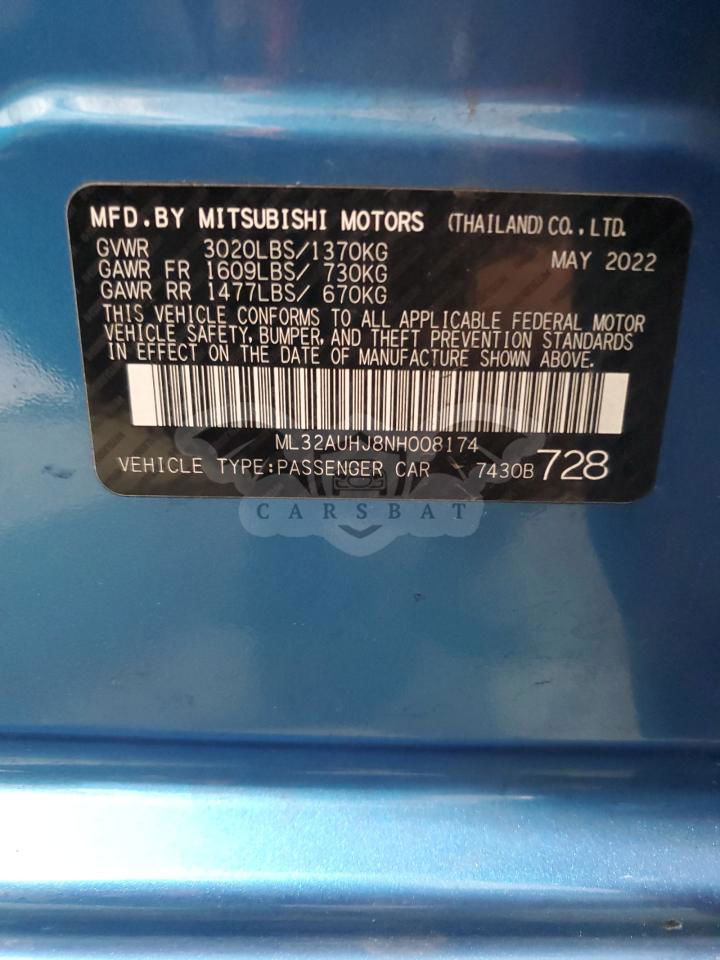 MFD.BY MITSUBISHI MOTORS (THAILAND) CO., LTD.
GVWR 3020LBS/1370KG MAY 2022
GAWR FR 1609LBS/ 730KG
GAWR RR 1477LBS/ 670KG
THIS VEHICLE CONFORMS TO ALL APPLICABLE FEDERAL MOTOR
VEHICLE SAFETY, BUMPER, AND THEFT PREVENTION STANDARDS
IN EFFECT ON THE DATE OF MANUFACTURE SHOWN ABOVE.
ML32AUHJ8NH008174
VEHICLE TYPE:PASSENGER CAR 7430B 728
CARSBAT